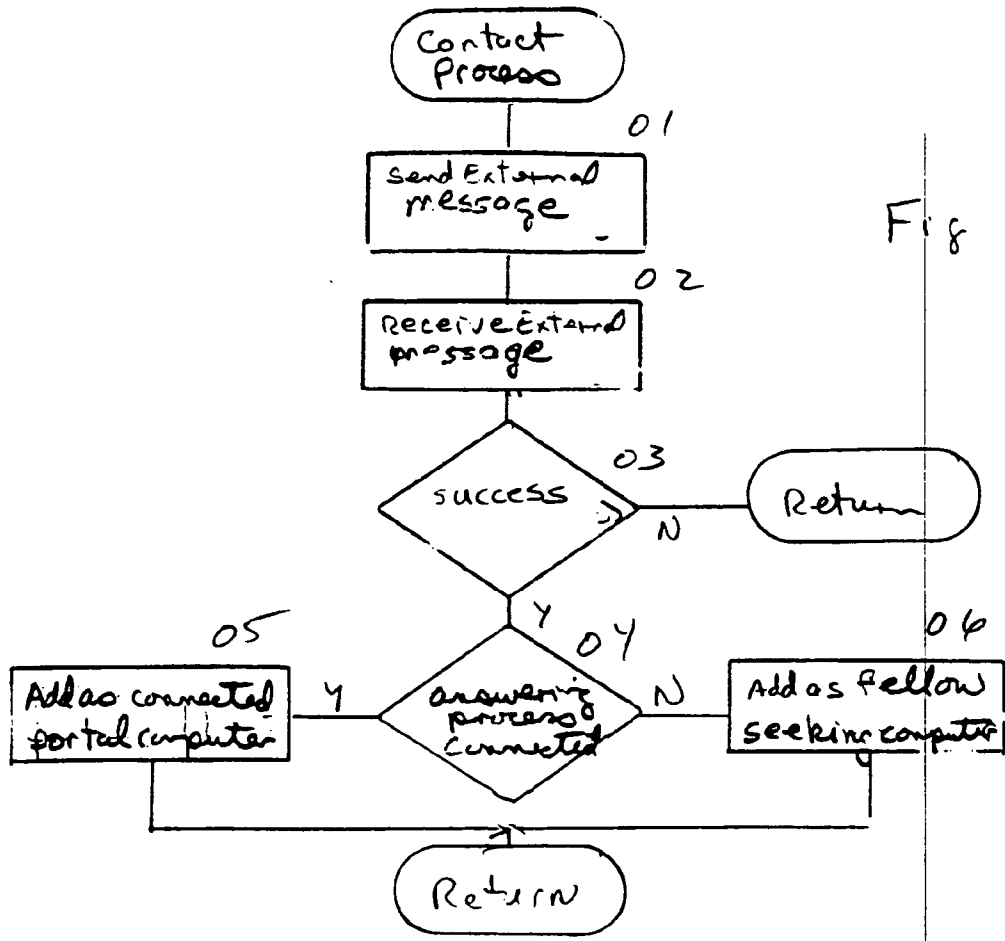 Contact
Process
01
Send External
message
Fig
02
Receive External
message
03
success
N
Return
Y
05
04
06
Add as connected
portal computer
Y
answering
process
connected
N
Add as fellow
seeking computer
Return